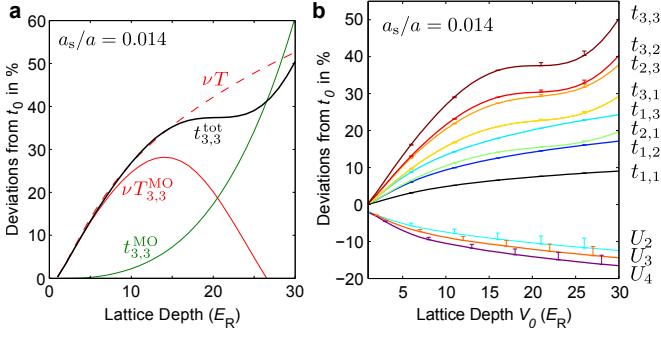 a
a_s/a = 0.014
νT
t_{3,3}^{tot}
νT_{3,3}^{MO}
t_{3,3}^{MO}
Deviations from t_0 in %
60
50
40
30
20
10
0
0
10
20
30
Lattice Depth (E_R)
b
a_s/a = 0.014
Deviations from t_0 in %
50
40
30
20
10
0
−10
−20
5
10
15
20
25
30
Lattice Depth V_0 (E_R)
t_{3,3}
t_{3,2}
t_{2,3}
t_{3,1}
t_{1,3}
t_{2,1}
t_{1,2}
t_{1,1}
U_2
U_3
U_4